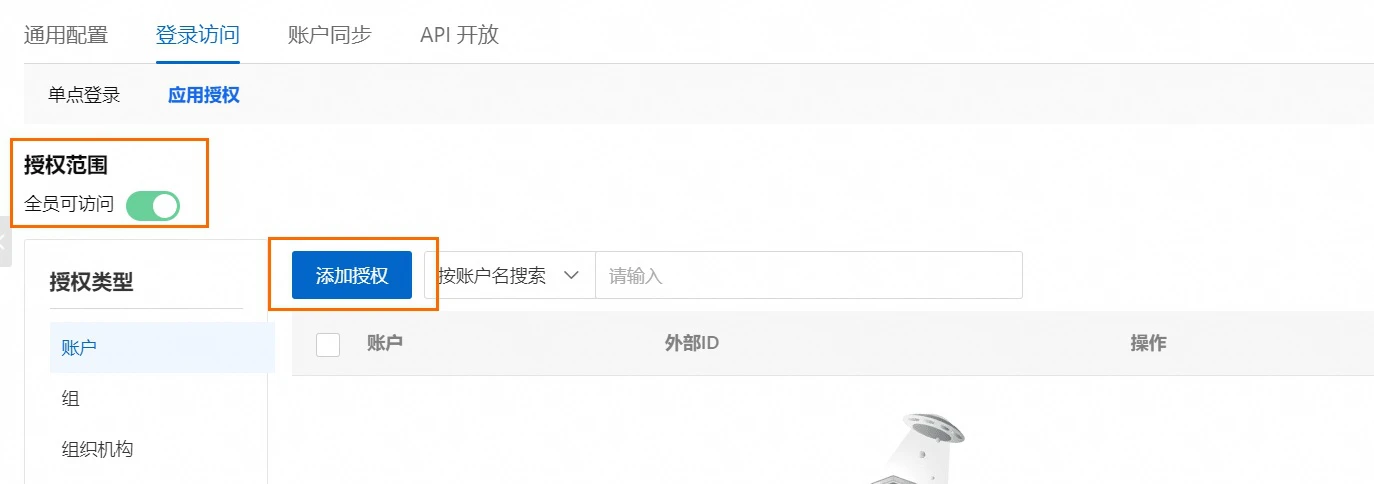 通用配置 登录访问 账户同步 API 开放
单点登录 应用授权
授权范围
全员可访问
授权类型
添加授权 按账户名搜索 请输入
账户 外部ID 操作
账户
组
组织机构